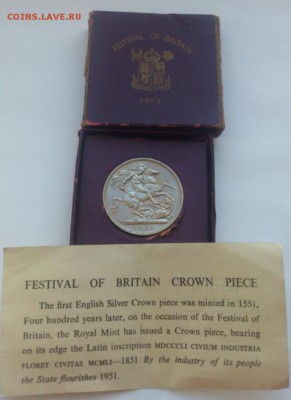 COINS.LAVE.RU
FESTIVAL OF BRITAIN
1951
FESTIVAL OF BRITAIN CROWN PIECE
The first English Silver Crown piece was minted in 1551.
Four hundred years later, on the occasion of the Festival of
Britain, the Royal Mint has issued a Crown piece, bearing
on its edge the Latin inscription MDCCCLI CIVIUM INDUSTRIA
FLORET CIVITAS MCMLI—1851 By the industry of its people
the State flourishes 1951.